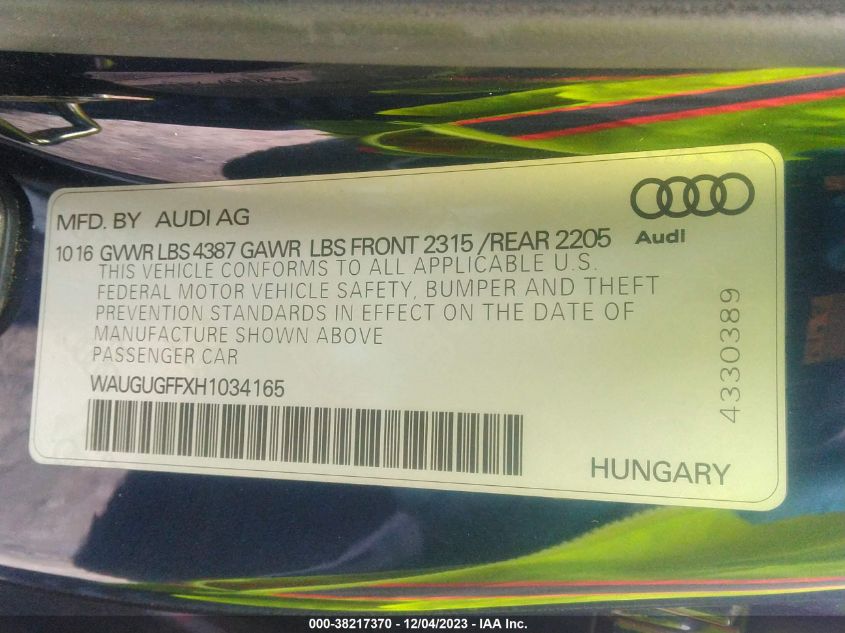 MFD. BY AUDI AG
Audi
10 16 GVWR LBS 4387 GAWR LBS FRONT 2315 /REAR 2205
THIS VEHICLE CONFORMS TO ALL APPLICABLE U.S.
FEDERAL MOTOR VEHICLE SAFETY, BUMPER AND THEFT
PREVENTION STANDARDS IN EFFECT ON THE DATE OF
MANUFACTURE SHOWN ABOVE
PASSENGER CAR
WAUGUGFFXH1034165
4330389
HUNGARY
000-38217370 - 12/04/2023 - IAA Inc.